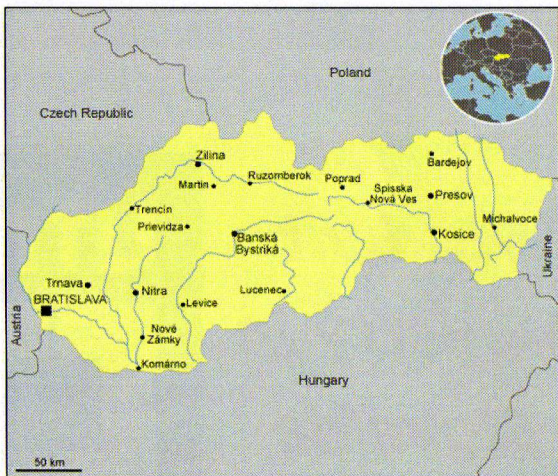 Poland
Czech Republic
Zilina
Bardejov
Martin
Ruzomberok
Poprad
Spisska
Nová Ves
Presov
Trencín
Prievidza
Michalvoce
Banská
Bystriká
Kosice
Ukraine
Trnava
BRATISLAVA
Nitra
Lucenec
Levice
Austria
Nové
Zámky
Komárno
Hungary
50 km